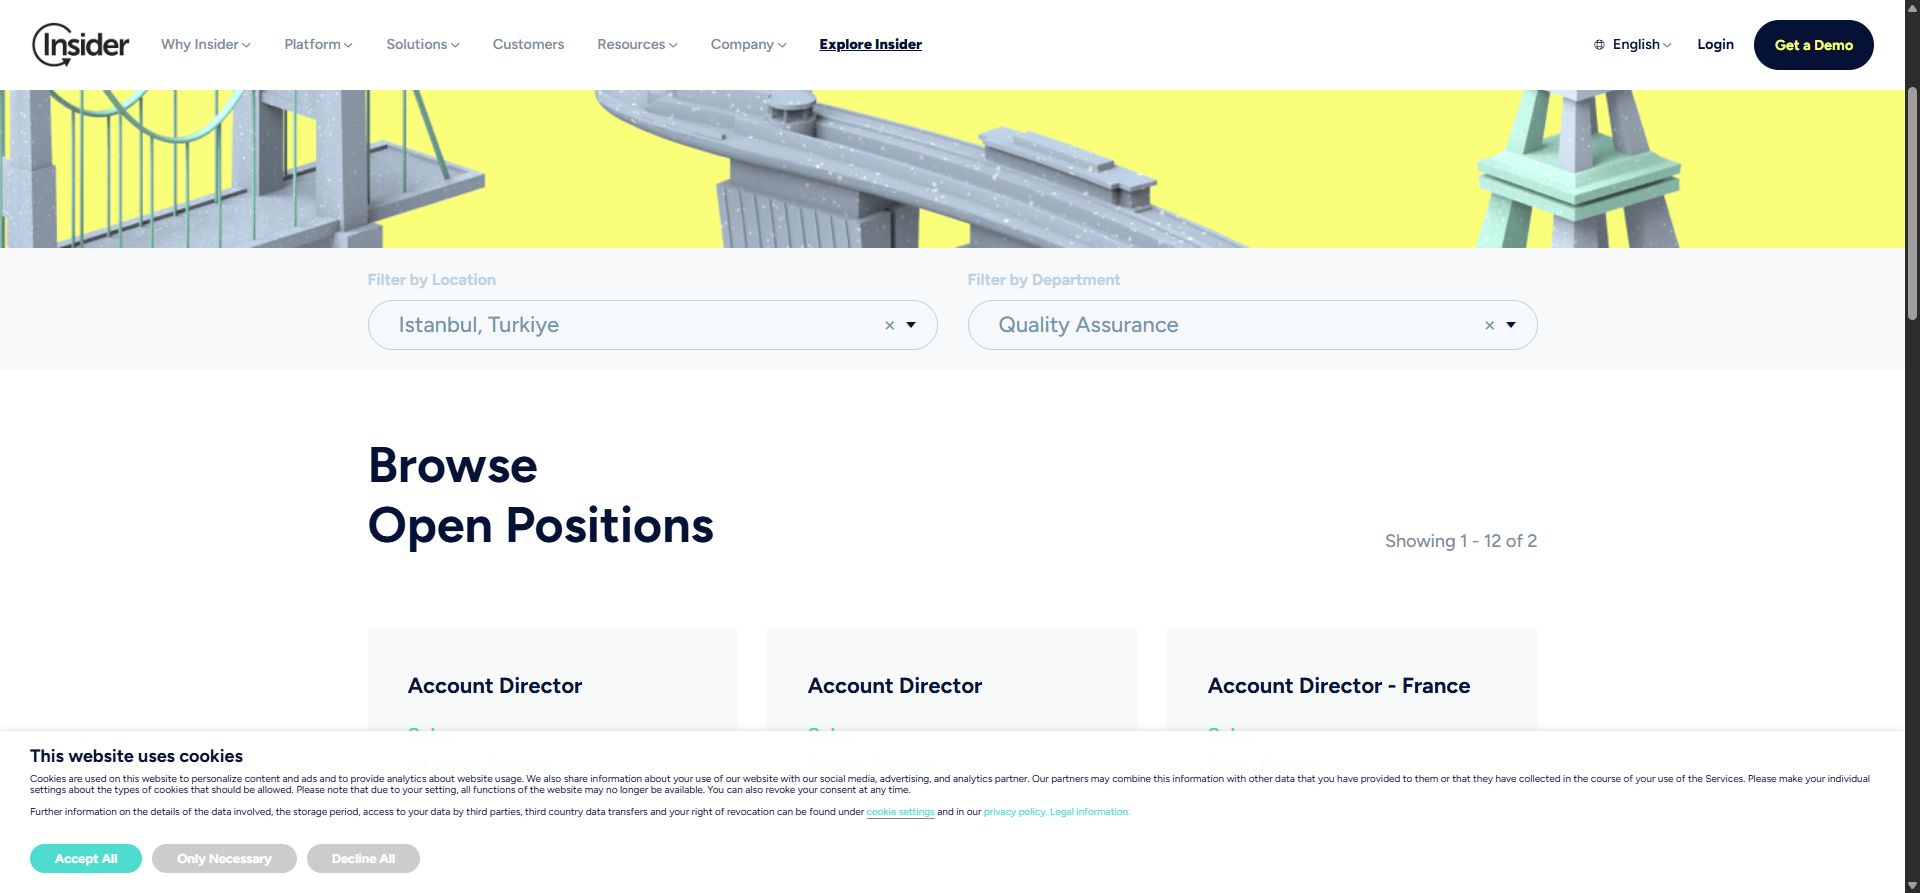 Insider
Why Insider
Platform
Solutions
Customers
Resources
Company
Explore Insider
English
Login
Get a Demo
Filter by Location
Filter by Department
Istanbul, Turkiye
×
Quality Assurance
×
Browse
Open Positions
Showing 1 - 12 of 2
Account Director
Account Director
Account Director - France
This website uses cookies
Cookies are used on this website to personalize content and ads and to provide analytics about website usage. We also share information about your use of our website with our social media, advertising, and analytics partner. Our partners may combine this information with other data that you have provided to them or that they have collected in the course of your use of the Services. Please make your individual
settings about the types of cookies that should be allowed. Please note that due to your setting, all functions of the website may no longer be available. You can also revoke your consent at any time.
Further information on the details of the data involved, the storage period, access to your data by third parties, third country data transfers and your right of revocation can be found under cookie settings and in our privacy policy. Legal information.
Accept All
Only Necessary
Decline All